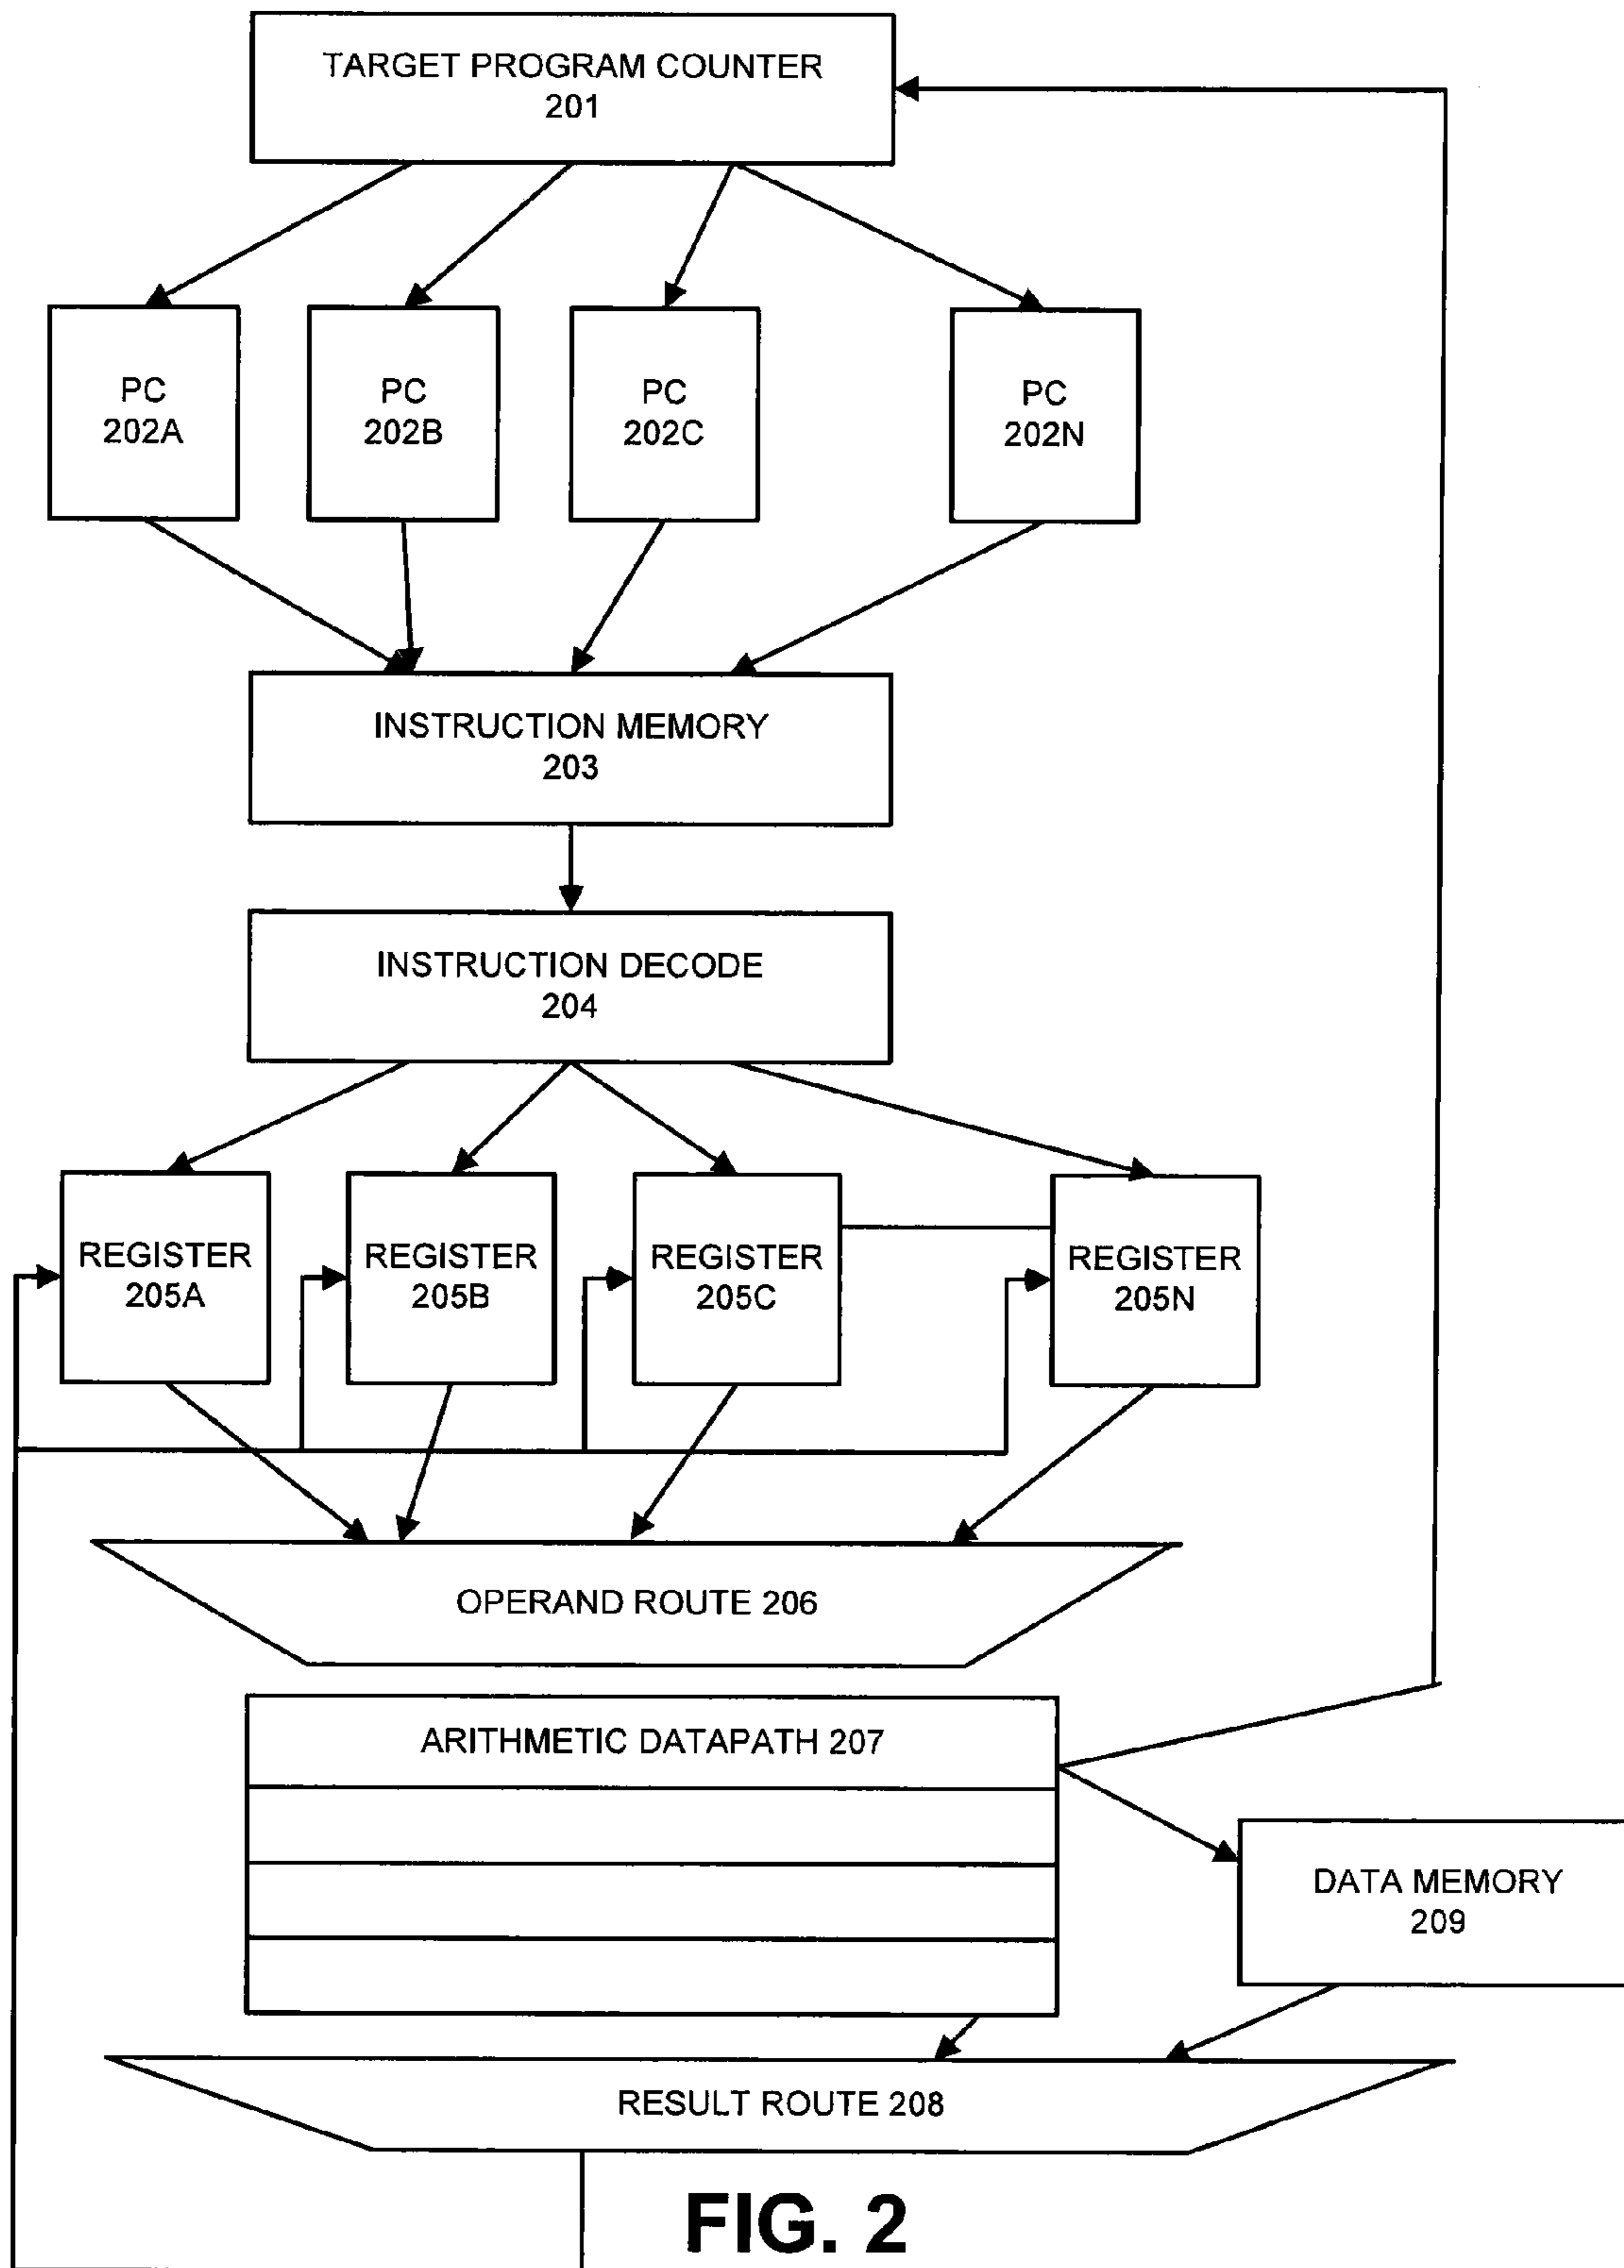 TARGET PROGRAM COUNTER
201
PC
202A
PC
202B
PC
202C
PC
202N
INSTRUCTION MEMORY
203
INSTRUCTION DECODE
204
REGISTER
205A
REGISTER
205B
REGISTER
205C
REGISTER
205N
OPERAND ROUTE 206
ARITHMETIC DATAPATH 207
DATA MEMORY
209
RESULT ROUTE 208
FIG. 2